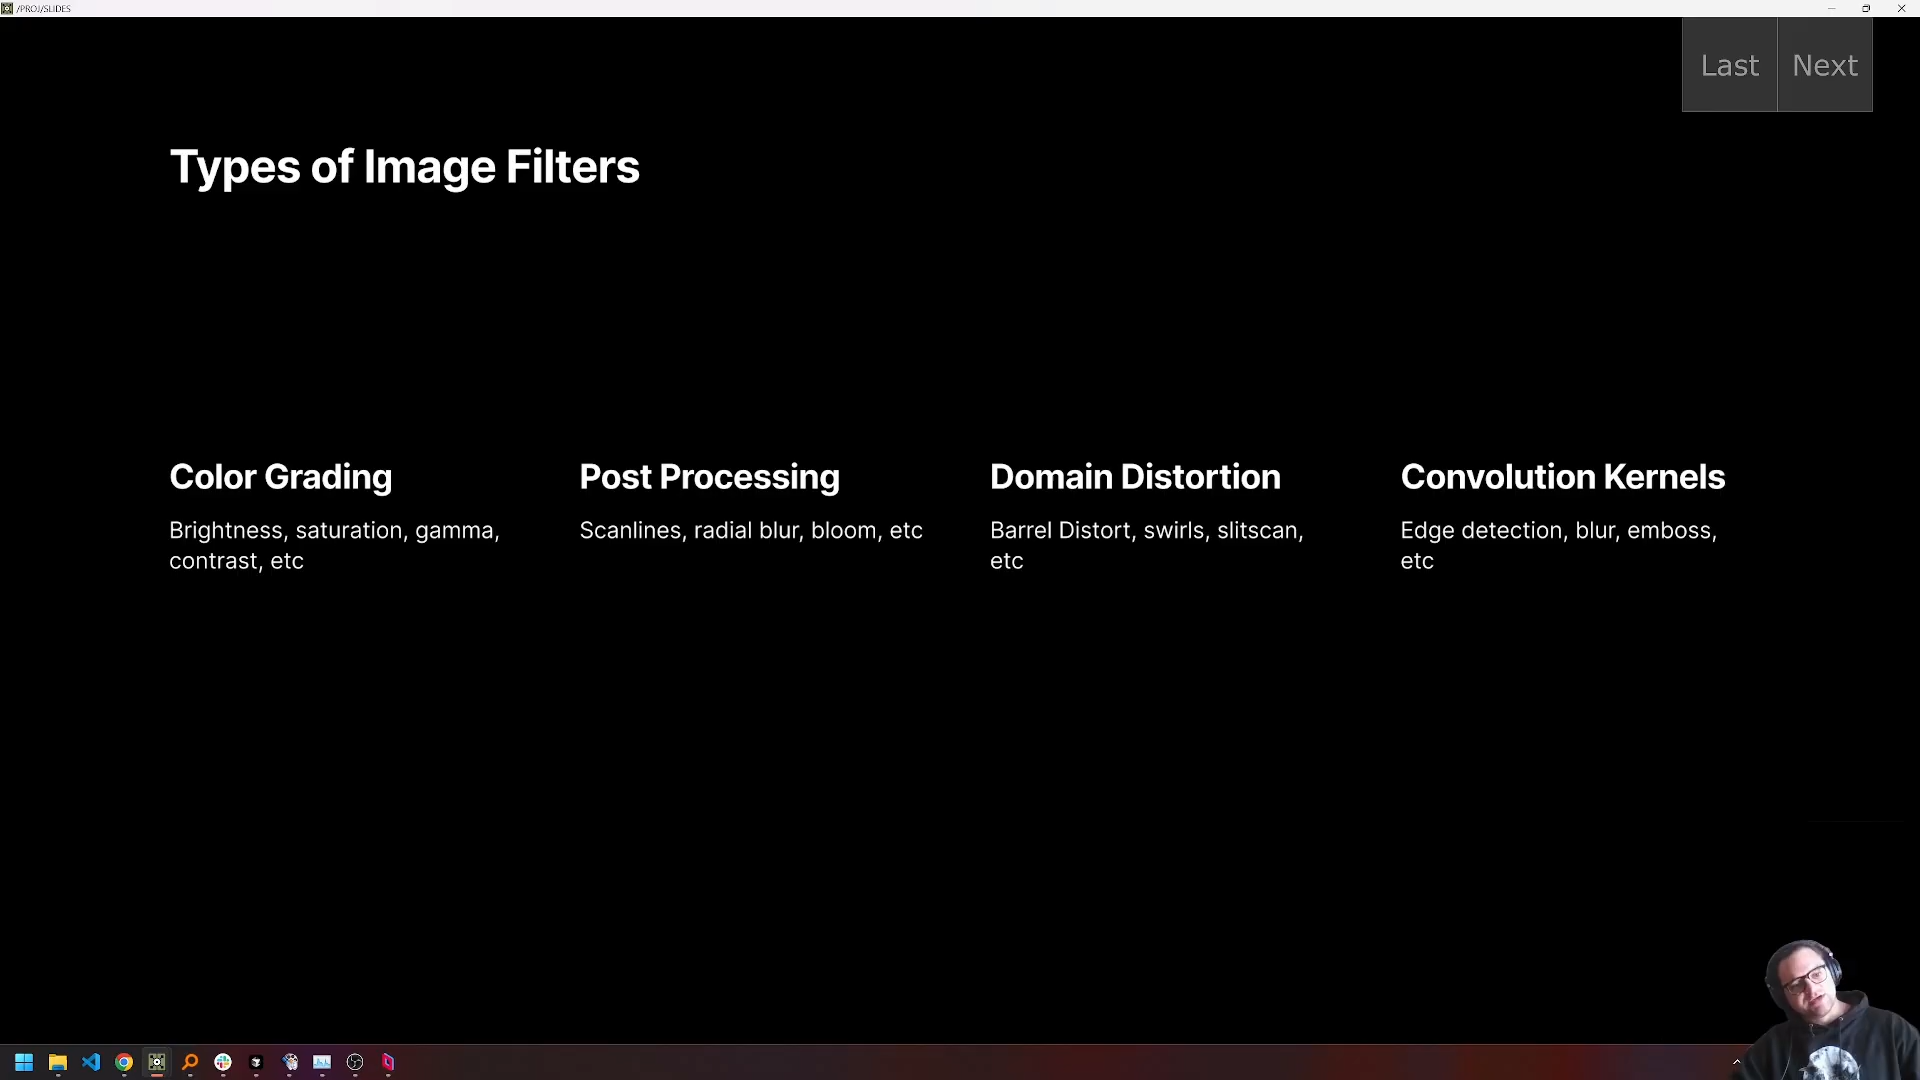 /PROJ/SLIDES
Last
Next
Types of Image Filters
Color Grading
Brightness, saturation, gamma,
contrast, etc
Post Processing
Scanlines, radial blur, bloom, etc
Domain Distortion
Barrel Distort, swirls, slitscan,
etc
Convolution Kernels
Edge detection, blur, emboss,
etc